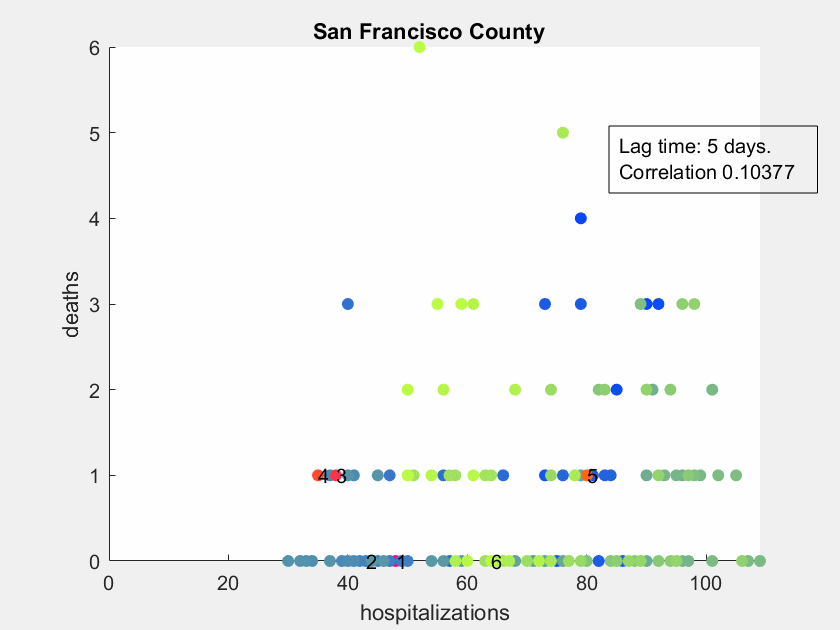 San Francisco County
6
5
4
3
2
1
0
deaths
Lag time: 5 days.
Correlation 0.10377
4 3 5
2 1 6
0 20 40 60 80 100
hospitalizations